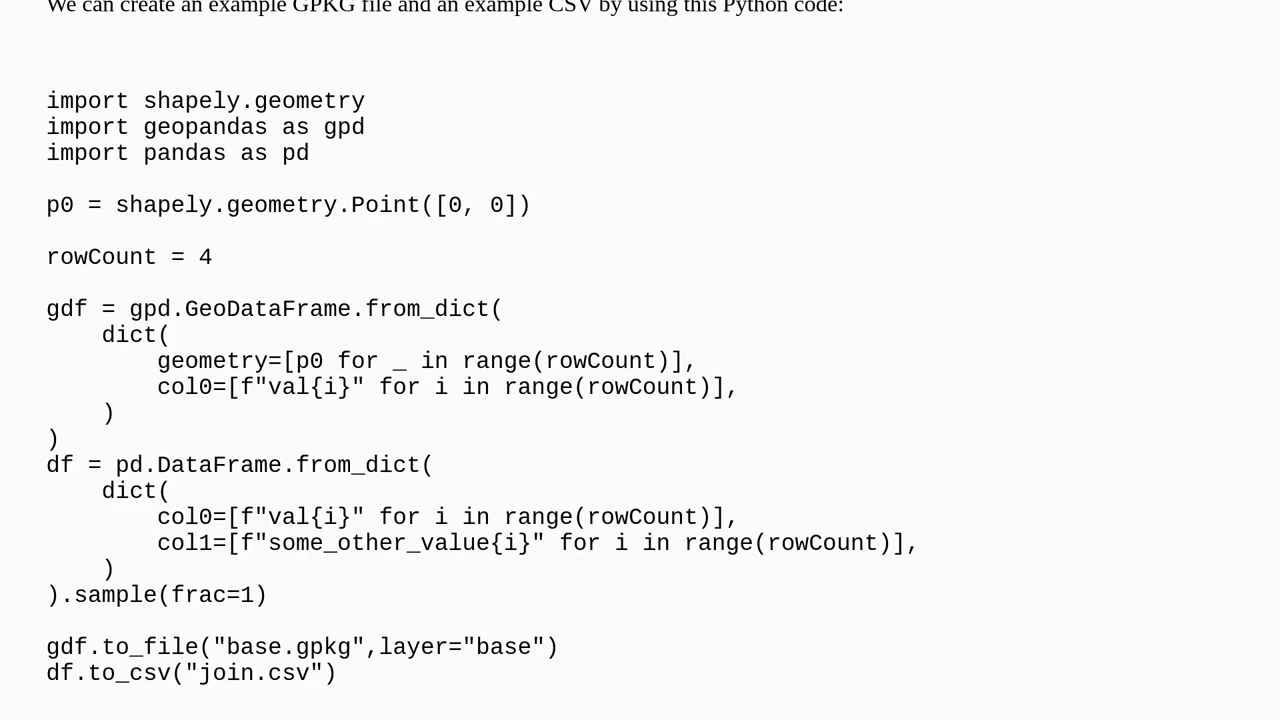 We can create an example GPKG file and an example CSV by using this Python code:
import shapely.geometry
import geopandas as gpd
import pandas as pd
p0 = shapely.geometry.Point([0, 0])
rowCount = 4
gdf = gpd.GeoDataFrame.from_dict(
    dict(
        geometry=[p0 for _ in range(rowCount)],
        col0=[f"val{i}" for i in range(rowCount)],
    )
)
df = pd.DataFrame.from_dict(
    dict(
        col0=[f"val{i}" for i in range(rowCount)],
        col1=[f"some_other_value{i}" for i in range(rowCount)],
    )
).sample(frac=1)
gdf.to_file("base.gpkg",layer="base")
df.to_csv("join.csv")